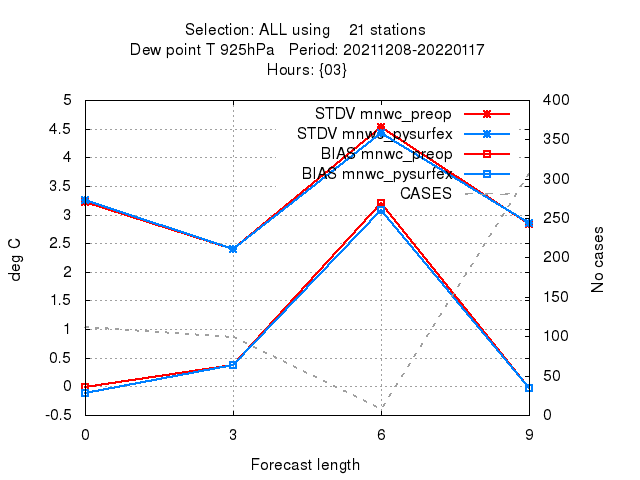 Selection: ALL using    21 stations
Dew point T 925hPa   Period: 20211208-20220117
Hours: {03}
STDV mnwc_preop
STDV mnwc_pysurfex
BIAS mnwc_preop
BIAS mnwc_pysurfex
CASES
5
4.5
4
3.5
3
2.5
2
1.5
1
0.5
0
-0.5
deg C
400
350
300
250
200
150
100
50
0
No cases
0 3 6 9
Forecast length